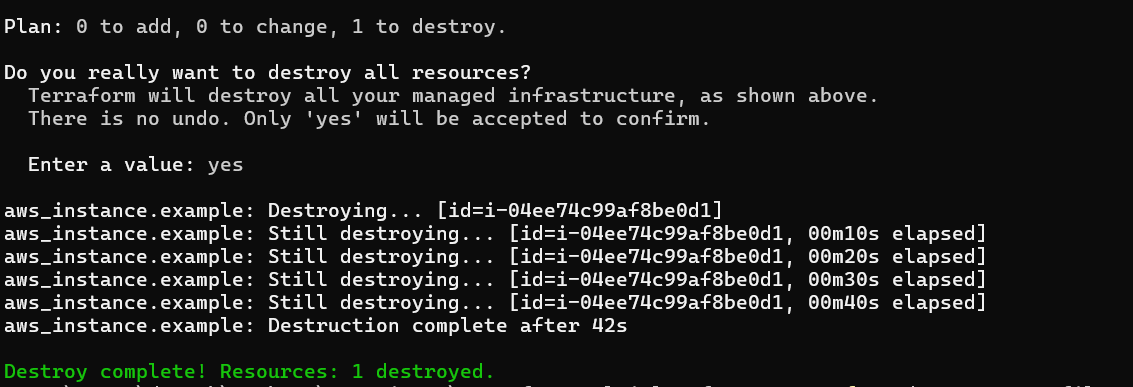 Plan: 0 to add, 0 to change, 1 to destroy.
Do you really want to destroy all resources?
Terraform will destroy all your managed infrastructure, as shown above.
There is no undo. Only 'yes' will be accepted to confirm.
Enter a value: yes
aws_instance.example: Destroying... [id=i-04ee74c99af8be0d1]
aws_instance.example: Still destroying... [id=i-04ee74c99af8be0d1, 00m10s elapsed]
aws_instance.example: Still destroying... [id=i-04ee74c99af8be0d1, 00m20s elapsed]
aws_instance.example: Still destroying... [id=i-04ee74c99af8be0d1, 00m30s elapsed]
aws_instance.example: Still destroying... [id=i-04ee74c99af8be0d1, 00m40s elapsed]
aws_instance.example: Destruction complete after 42s
Destroy complete! Resources: 1 destroyed.